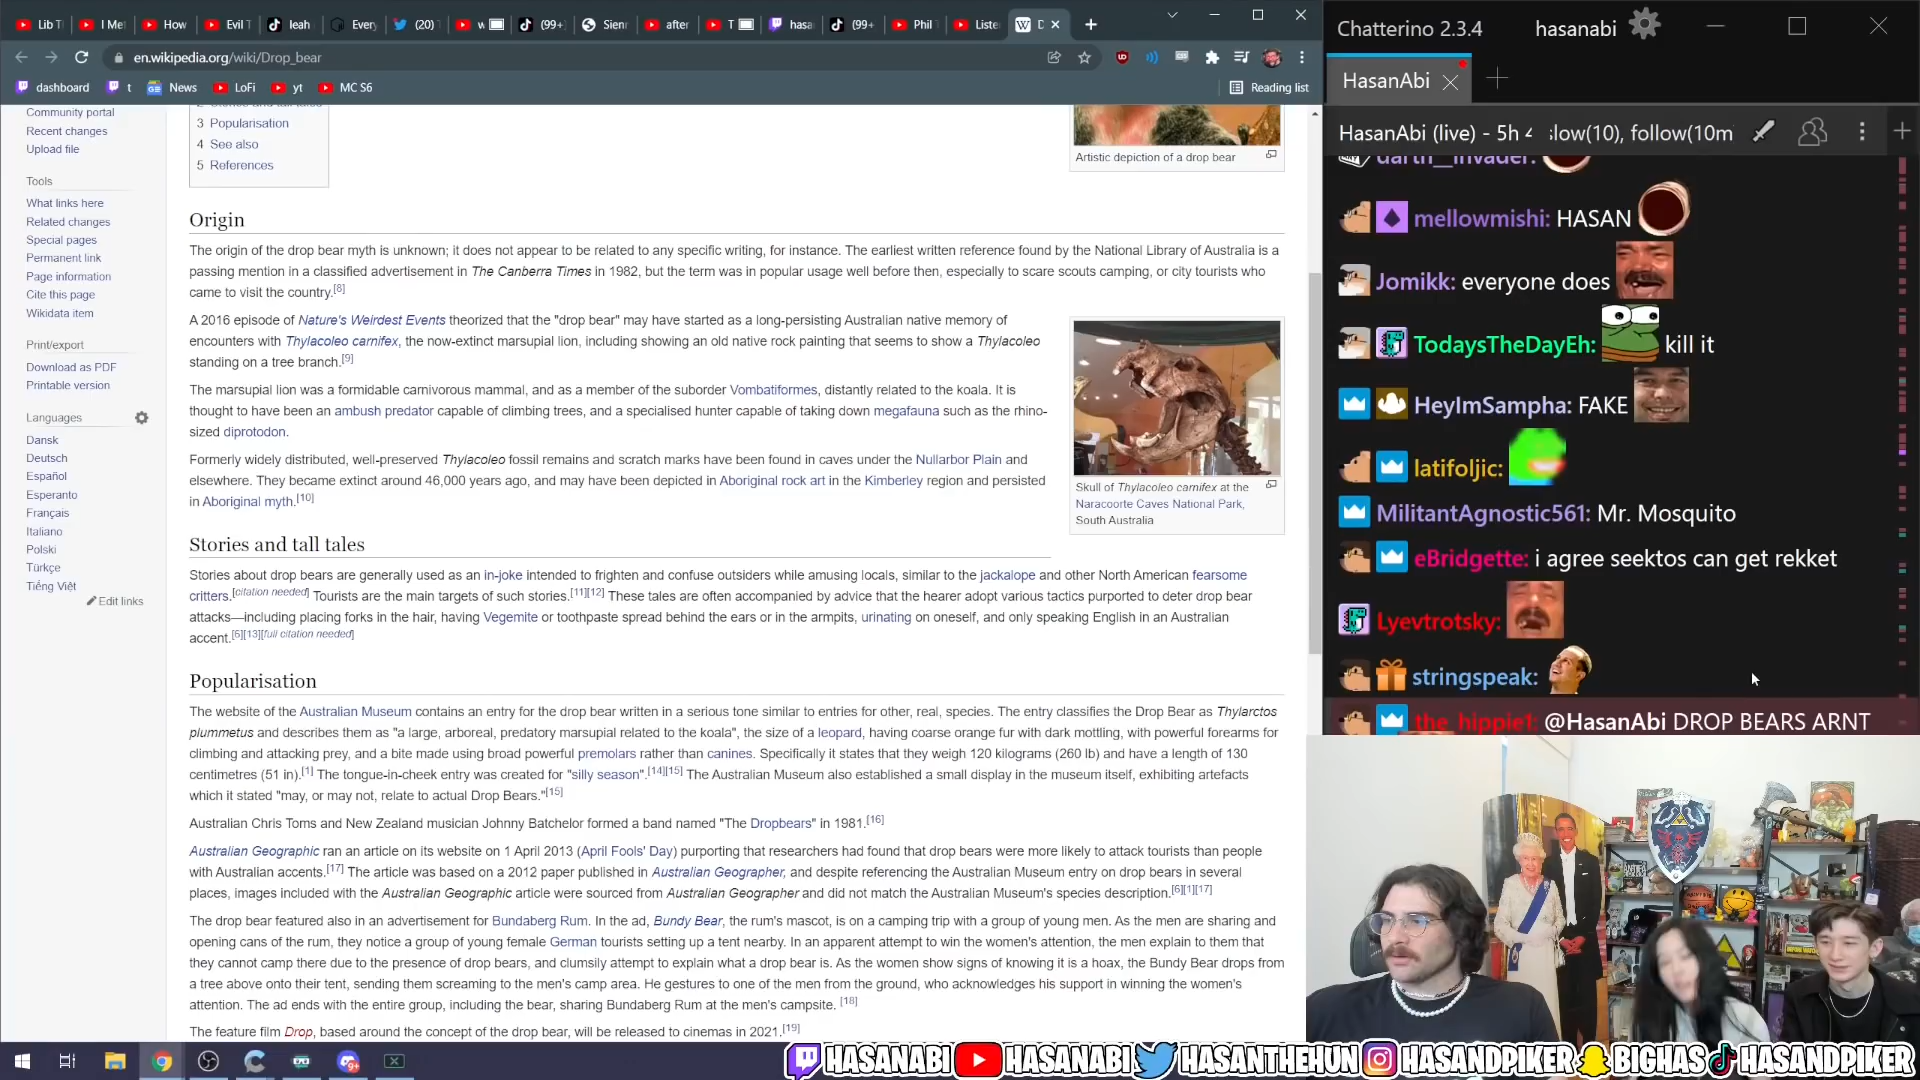 Lib T
I Me
How
Evil T
leah
Every
(20)
w
(99+
Sienn
after
T
hasa
(99+
Phil T
Liste
D
en.wikipedia.org/wiki/Drop_bear
dashboard
t
News
LoFi
yt
MC S6
Reading list
Community portal
Recent changes
Upload file
Tools
What links here
Related changes
Special pages
Permanent link
Page information
Cite this page
Wikidata item
Print/export
Download as PDF
Printable version
Languages
Dansk
Deutsch
Español
Esperanto
Français
Italiano
Polski
Türkçe
Tiếng Việt
Edit links
3 Popularisation
4 See also
5 References
Artistic depiction of a drop bear
Origin
The origin of the drop bear myth is unknown; it does not appear to be related to any specific writing, for instance. The earliest written reference found by the National Library of Australia is a
passing mention in a classified advertisement in The Canberra Times in 1982, but the term was in popular usage well before then, especially to scare scouts camping, or city tourists who
came to visit the country.[8]
A 2016 episode of Nature's Weirdest Events theorized that the "drop bear" may have started as a long-persisting Australian native memory of
encounters with Thylacoleo carnifex, the now-extinct marsupial lion, including showing an old native rock painting that seems to show a Thylacoleo
standing on a tree branch.[9]
The marsupial lion was a formidable carnivorous mammal, and as a member of the suborder Vombatiformes, distantly related to the koala. It is
thought to have been an ambush predator capable of climbing trees, and a specialised hunter capable of taking down megafauna such as the rhino-
sized diprotodon.
Formerly widely distributed, well-preserved Thylacoleo fossil remains and scratch marks have been found in caves under the Nullarbor Plain and
elsewhere. They became extinct around 46,000 years ago, and may have been depicted in Aboriginal rock art in the Kimberley region and persisted
in Aboriginal myth.[10]
Skull of Thylacoleo carnifex at the
Naracoorte Caves National Park,
South Australia
Stories and tall tales
Stories about drop bears are generally used as an in-joke intended to frighten and confuse outsiders while amusing locals, similar to the jackalope and other North American fearsome
critters.[citation needed] Tourists are the main targets of such stories.[11][12] These tales are often accompanied by advice that the hearer adopt various tactics purported to deter drop bear
attacks—including placing forks in the hair, having Vegemite or toothpaste spread behind the ears or in the armpits, urinating on oneself, and only speaking English in an Australian
accent.[6][13][full citation needed]
Popularisation
The website of the Australian Museum contains an entry for the drop bear written in a serious tone similar to entries for other, real, species. The entry classifies the Drop Bear as Thylarctos
plummetus and describes them as "a large, arboreal, predatory marsupial related to the koala", the size of a leopard, having coarse orange fur with dark mottling, with powerful forearms for
climbing and attacking prey, and a bite made using broad powerful premolars rather than canines. Specifically it states that they weigh 120 kilograms (260 lb) and have a length of 130
centimetres (51 in).[1] The tongue-in-cheek entry was created for "silly season".[14][15] The Australian Museum also established a small display in the museum itself, exhibiting artefacts
which it stated "may, or may not, relate to actual Drop Bears."[15]
Australian Chris Toms and New Zealand musician Johnny Batchelor formed a band named "The Dropbears" in 1981.[16]
Australian Geographic ran an article on its website on 1 April 2013 (April Fools' Day) purporting that researchers had found that drop bears were more likely to attack tourists than people
with Australian accents.[17] The article was based on a 2012 paper published in Australian Geographer, and despite referencing the Australian Museum entry on drop bears in several
places, images included with the Australian Geographic article were sourced from Australian Geographer and did not match the Australian Museum's species description.[6][1][17]
The drop bear featured also in an advertisement for Bundaberg Rum. In the ad, Bundy Bear, the rum's mascot, is on a camping trip with a group of young men. As the men are sharing and
opening cans of the rum, they notice a group of young female German tourists setting up a tent nearby. In an apparent attempt to win the women's attention, the men explain to them that
they cannot camp there due to the presence of drop bears, and clumsily attempt to explain what a drop bear is. As the women show signs of knowing it is a hoax, the Bundy Bear drops from
a tree above onto their tent, sending them screaming to the men's camp area. He gestures to one of the men from the ground, who acknowledges his support in winning the women's
attention. The ad ends with the entire group, including the bear, sharing Bundaberg Rum at the men's campsite. [18]
The feature film Drop, based around the concept of the drop bear, will be released to cinemas in 2021.[19]
Chatterino 2.3.4
hasanabi
HasanAbi
HasanAbi (live) - 5h 4 slow(10), follow(10m
darth__invader:
mellowmishi: HASAN
Jomikk: everyone does
TodaysTheDayEh: kill it
HeyImSampha: FAKE
latifoljic:
MilitantAgnostic561: Mr. Mosquito
eBridgette: i agree seektos can get rekket
Lyevtrotsky:
stringspeak:
the_hippie1: @HasanAbi DROP BEARS ARNT
HASANABI HASANABI HASANTHEHUN HASANDPIKER BIGHAS HASANDPIKER